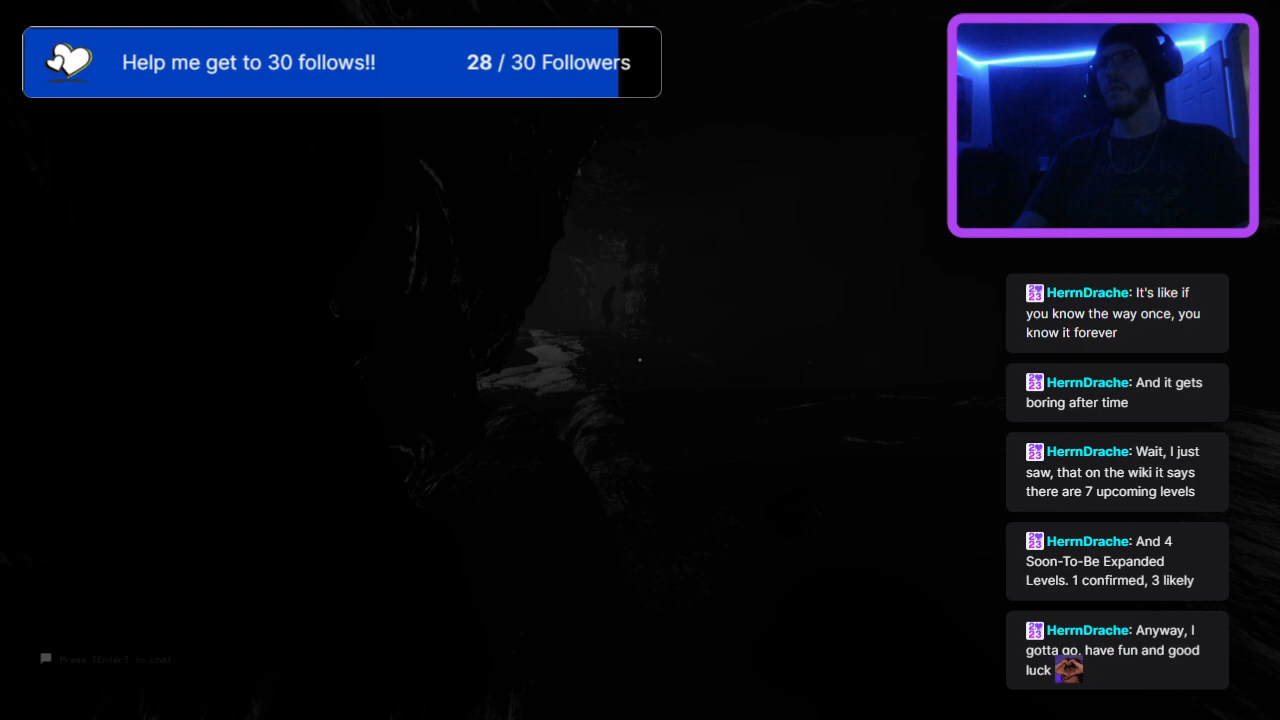 Help me get to 30 follows!!
28 / 30 Followers
HerrnDrache: It's like if
you know the way once, you
know it forever
HerrnDrache: And it gets
boring after time
HerrnDrache: Wait, I just
saw, that on the wiki it says
there are 7 upcoming levels
HerrnDrache: And 4
Soon-To-Be Expanded
Levels. 1 confirmed, 3 likely
HerrnDrache: Anyway, I
gotta go, have fun and good
luck
Press [Enter] to chat